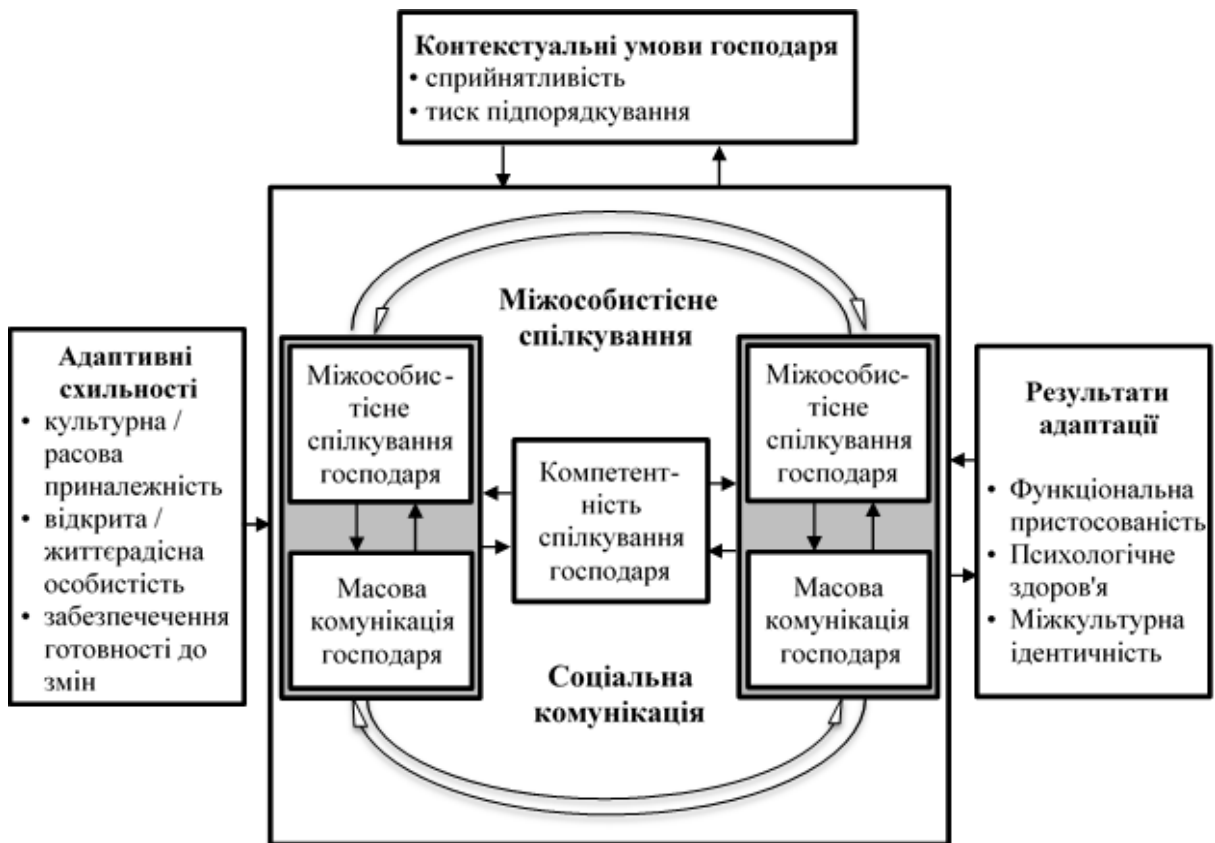 Контекстуальні умови господаря
• сприйнятливість
• тиск підпорядкування
Адаптивні
схильності
• культурна /
расова
приналежність
• відкрита /
життєрадісна
особистість
• забезпечечення
готовності до
змін
Міжособистісне
спілкування
Міжособис-
тісне
спілкування
господаря
Масова
комунікація
господаря
Компетент-
ність
спілкування
господаря
Міжособис-
тісне
спілкування
господаря
Масова
комунікація
господаря
Соціальна
комунікація
Результати
адаптації
• Функціональна
пристосованість
• Психологічне
здоров'я
• Міжкультурна
ідентичність